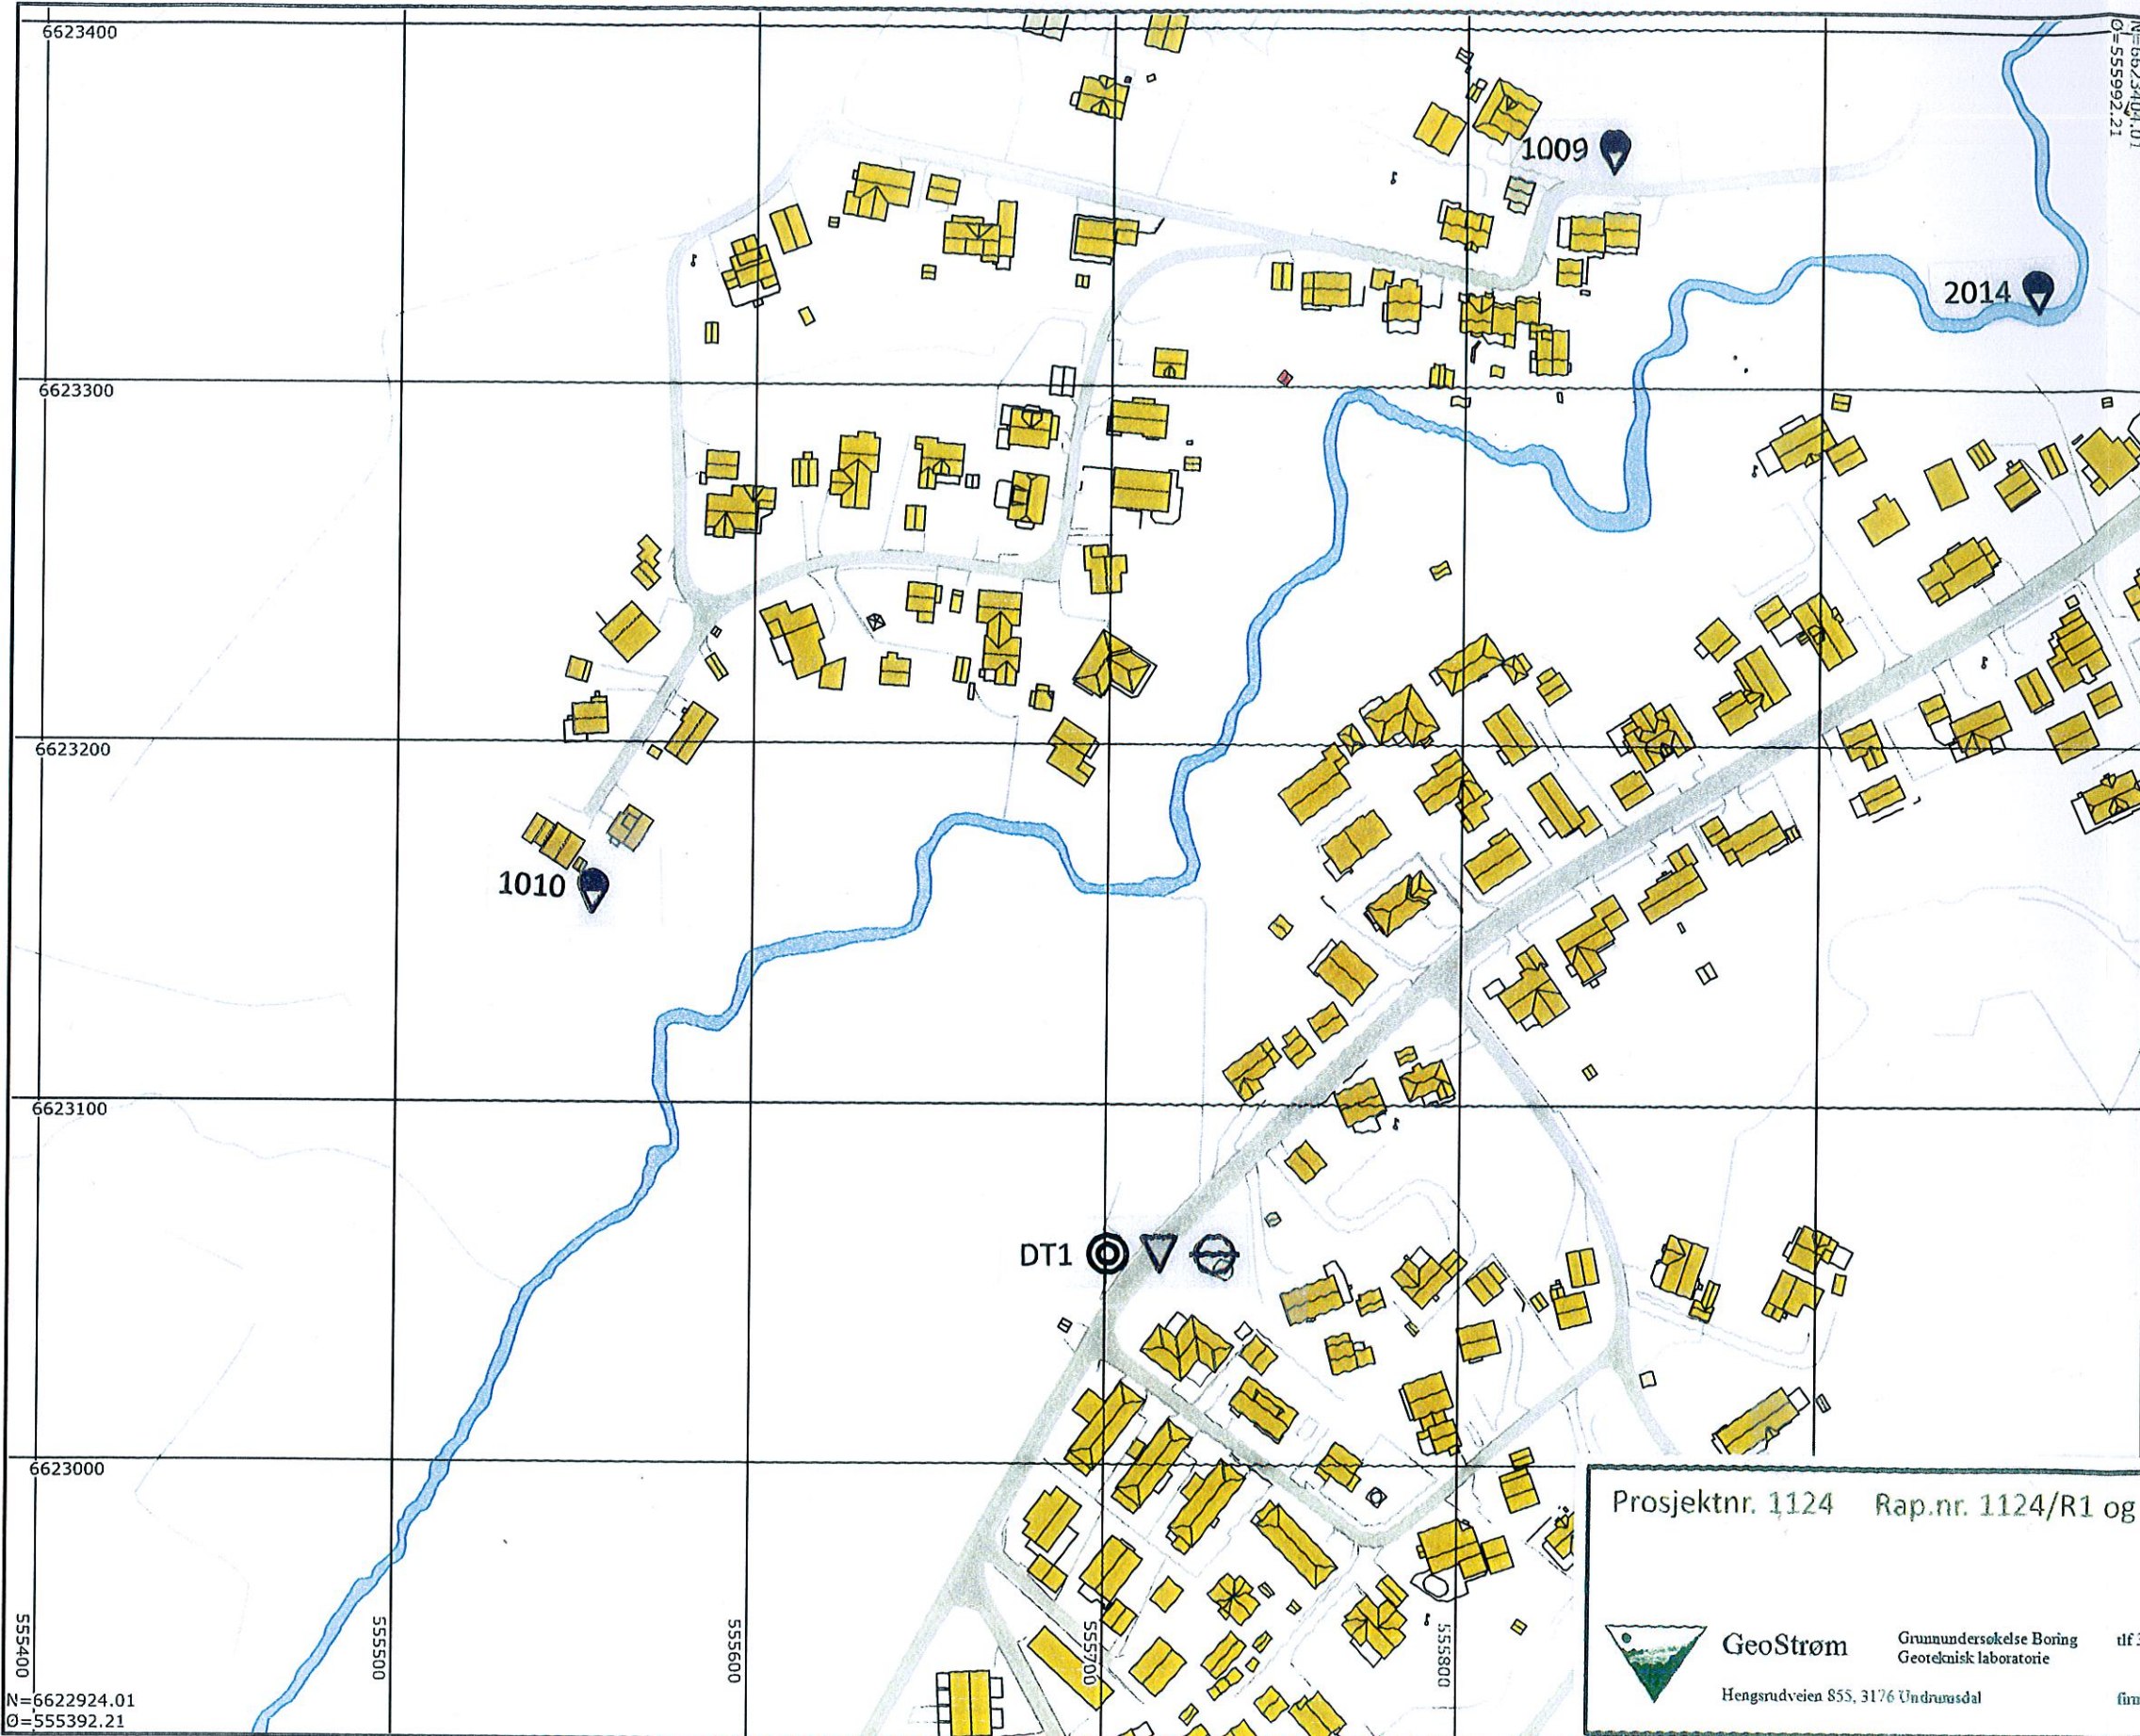 6623400
N=6623404.01
Ø=555992.21
1009
2014
6623300
6623200
1010
6623100
DT1
6623000
Prosjektnr. 1124 Rap.nr. 1124/R1 og
555400
555500
555600
555700
555800
GeoStrøm
Grunnundersøkelse Boring
Geoteknisk laboratorie
tlf
Hengsrudveien 855, 3176 Undrumsdal
N=6622924.01
Ø=555392.21